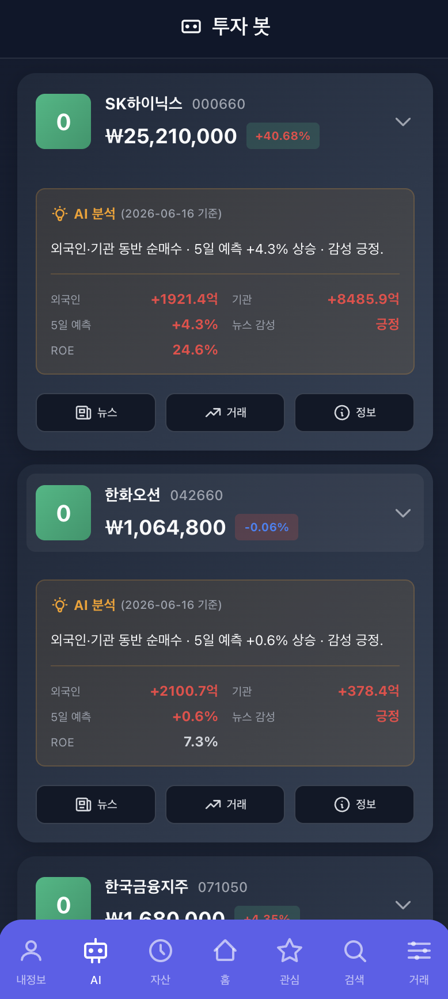 투자 봇
0
SK하이닉스 000660
₩25,210,000 +40.68%
AI 분석 (2026-06-16 기준)
외국인·기관 동반 순매수 · 5일 예측 +4.3% 상승 · 감성 긍정.
외국인 +1921.4억 기관 +8485.9억
5일 예측 +4.3% 뉴스 감성 긍정
ROE 24.6%
뉴스 거래 정보
0
한화오션 042660
₩1,064,800 -0.06%
AI 분석 (2026-06-16 기준)
외국인·기관 동반 순매수 · 5일 예측 +0.6% 상승 · 감성 긍정.
외국인 +2100.7억 기관 +378.4억
5일 예측 +0.6% 뉴스 감성 긍정
ROE 7.3%
뉴스 거래 정보
0
한국금융지주 071050
₩1,680,000 +4.35%
내정보 AI 자산 홈 관심 검색 거래